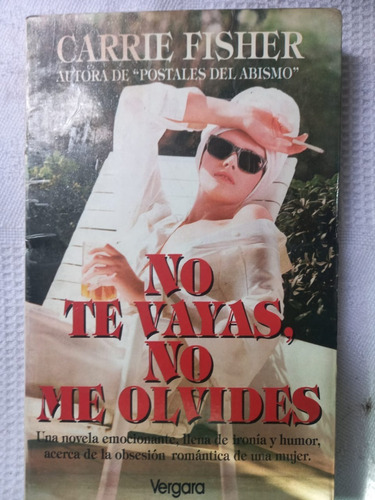 CARRIE FISHER
AUTORA DE "POSTALES DEL ABISMO"
NO
TE VAYAS,
NO
ME OLVIDES
Una novela emocionante, llena de ironía y humor,
acerca de la obsesión romántica de una mujer.
Vergara